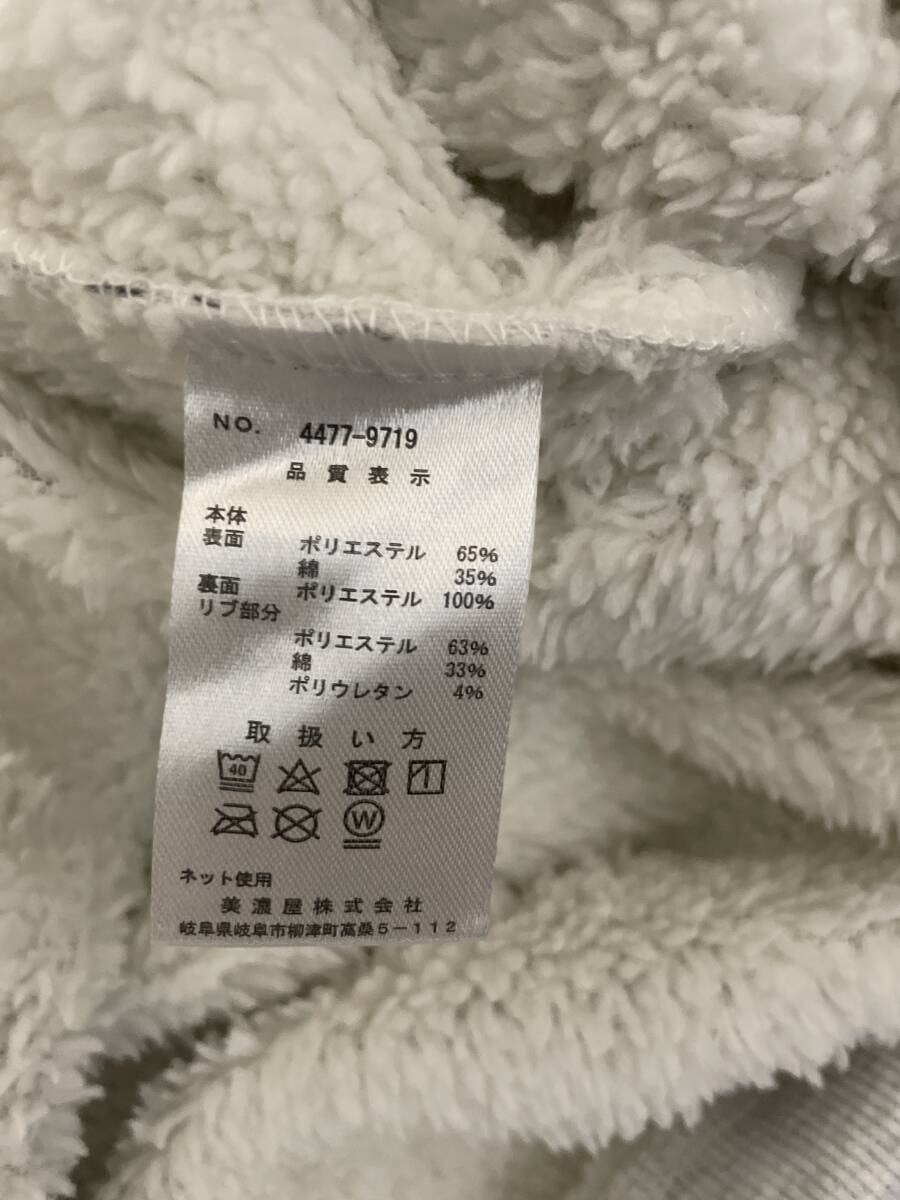 NO. 4477-9719
品質表示
本体
表面 ポリエステル 65%
綿 35%
裏面 ポリエステル 100%
リブ部分
ポリエステル 63%
綿 33%
ポリウレタン 4%
取扱い方
40
W
ネット使用
美濃屋株式会社
岐阜県岐阜市柳津町高桑5-112